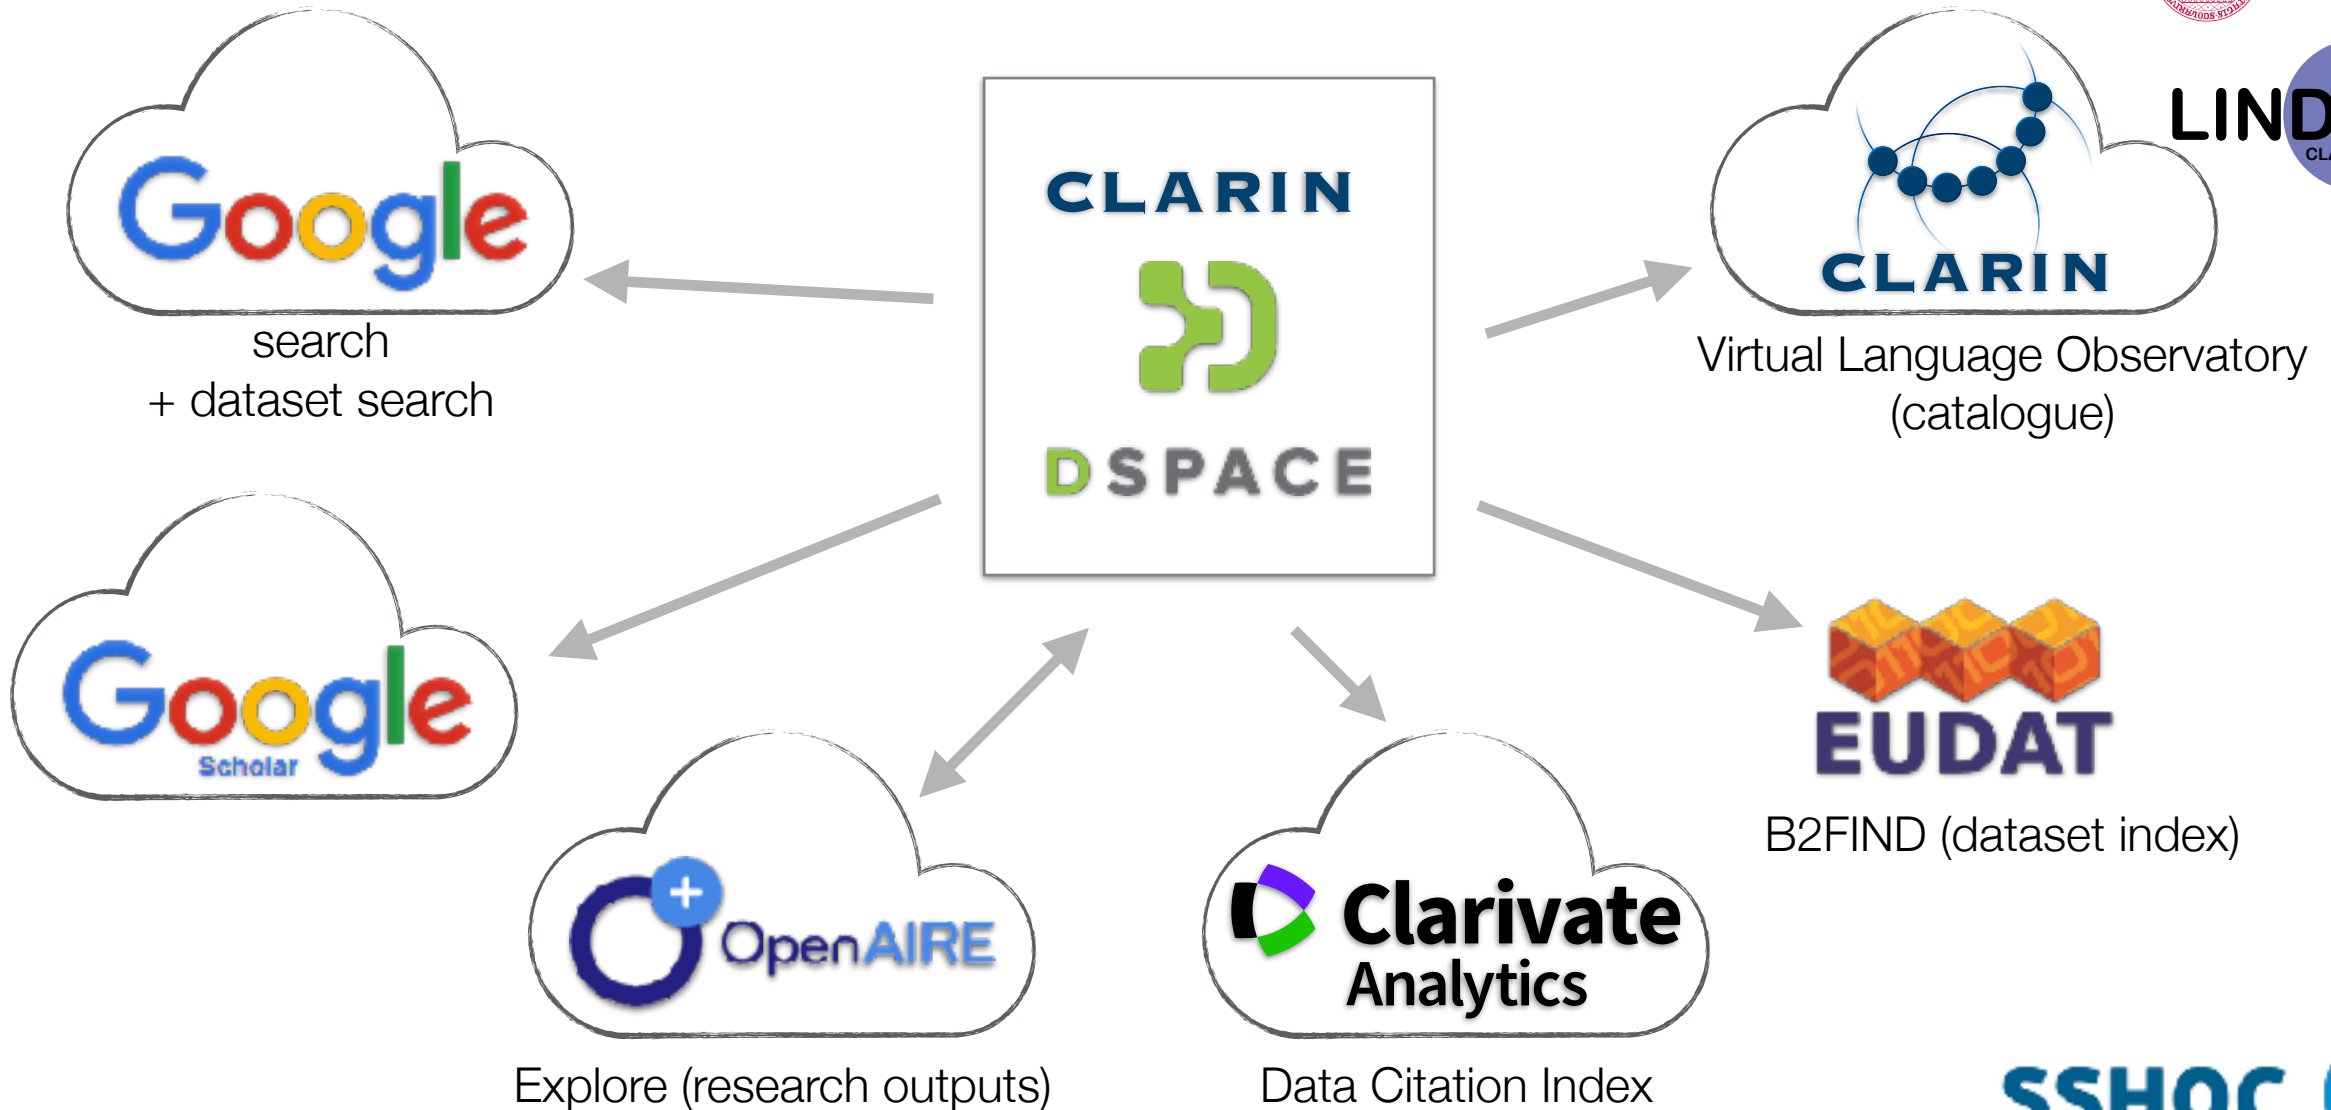 Google
search
+ dataset search
CLARIN
DSPACE
CLARIN
Virtual Language Observatory
(catalogue)
Google
Scholar
EUDAT
B2FIND (dataset index)
OpenAIRE
Explore (research outputs)
Clarivate
Analytics
Data Citation Index
SSHOC